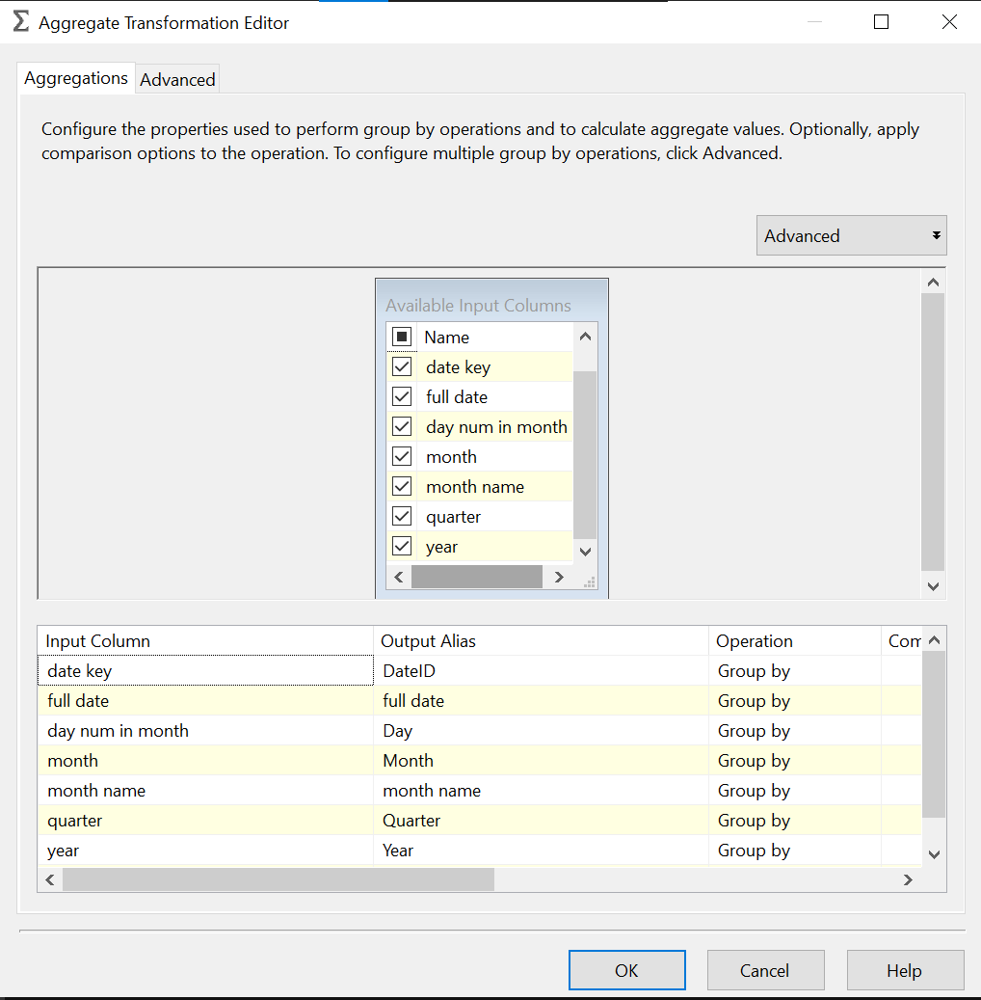 Σ Aggregate Transformation Editor
Aggregations Advanced
Configure the properties used to perform group by operations and to calculate aggregate values. Optionally, apply
comparison options to the operation. To configure multiple group by operations, click Advanced.
Advanced
Available Input Columns
Name
date key
full date
day num in month
month
month name
quarter
year
Input Column Output Alias Operation Com
date key DateID Group by
full date full date Group by
day num in month Day Group by
month Month Group by
month name month name Group by
quarter Quarter Group by
year Year Group by
OK Cancel Help